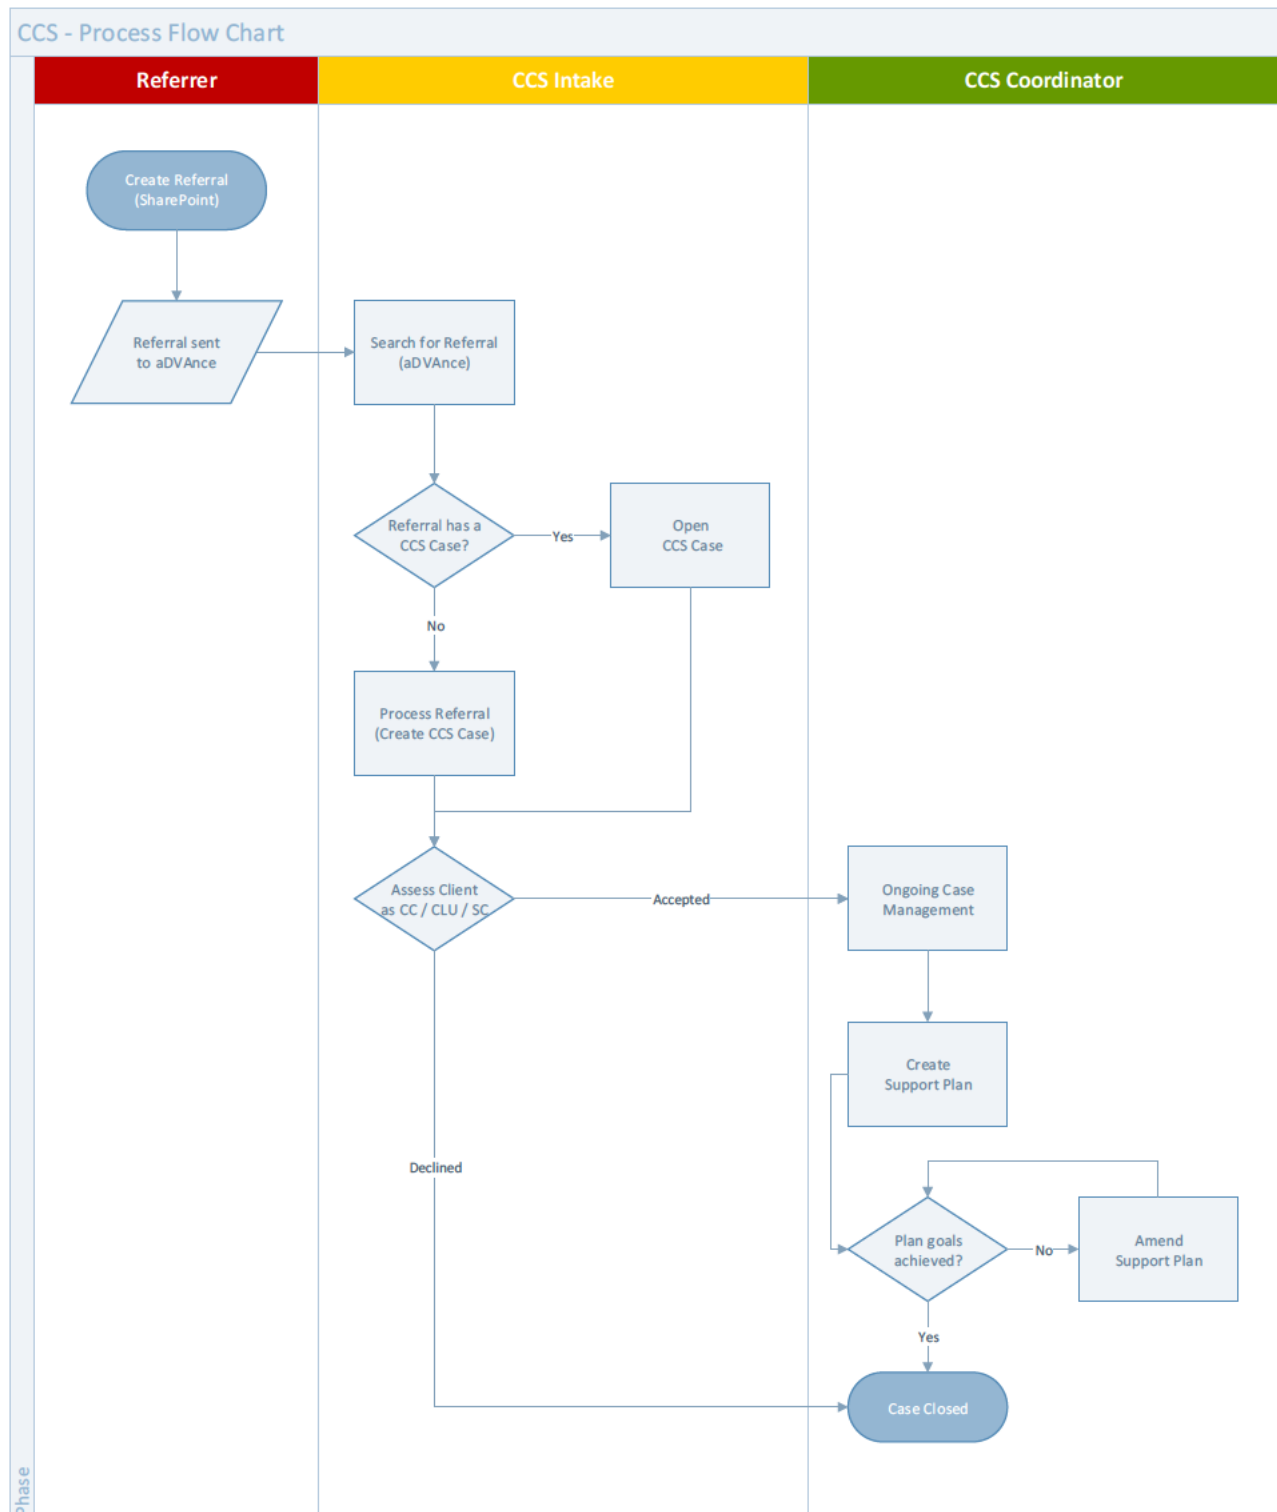 CCS - Process Flow Chart
Referrer
CCS Intake
CCS Coordinator
Create Referral
(SharePoint)
Referral sent
to aDVAnce
Search for Referral
(aDVAnce)
Referral has a
CCS Case?
Yes
Open
CCS Case
No
Process Referral
(Create CCS Case)
Assess Client
as CC / CLU / SC
Accepted
Ongoing Case
Management
Create
Support Plan
Declined
Plan goals
achieved?
No
Amend
Support Plan
Yes
Case Closed
Phase